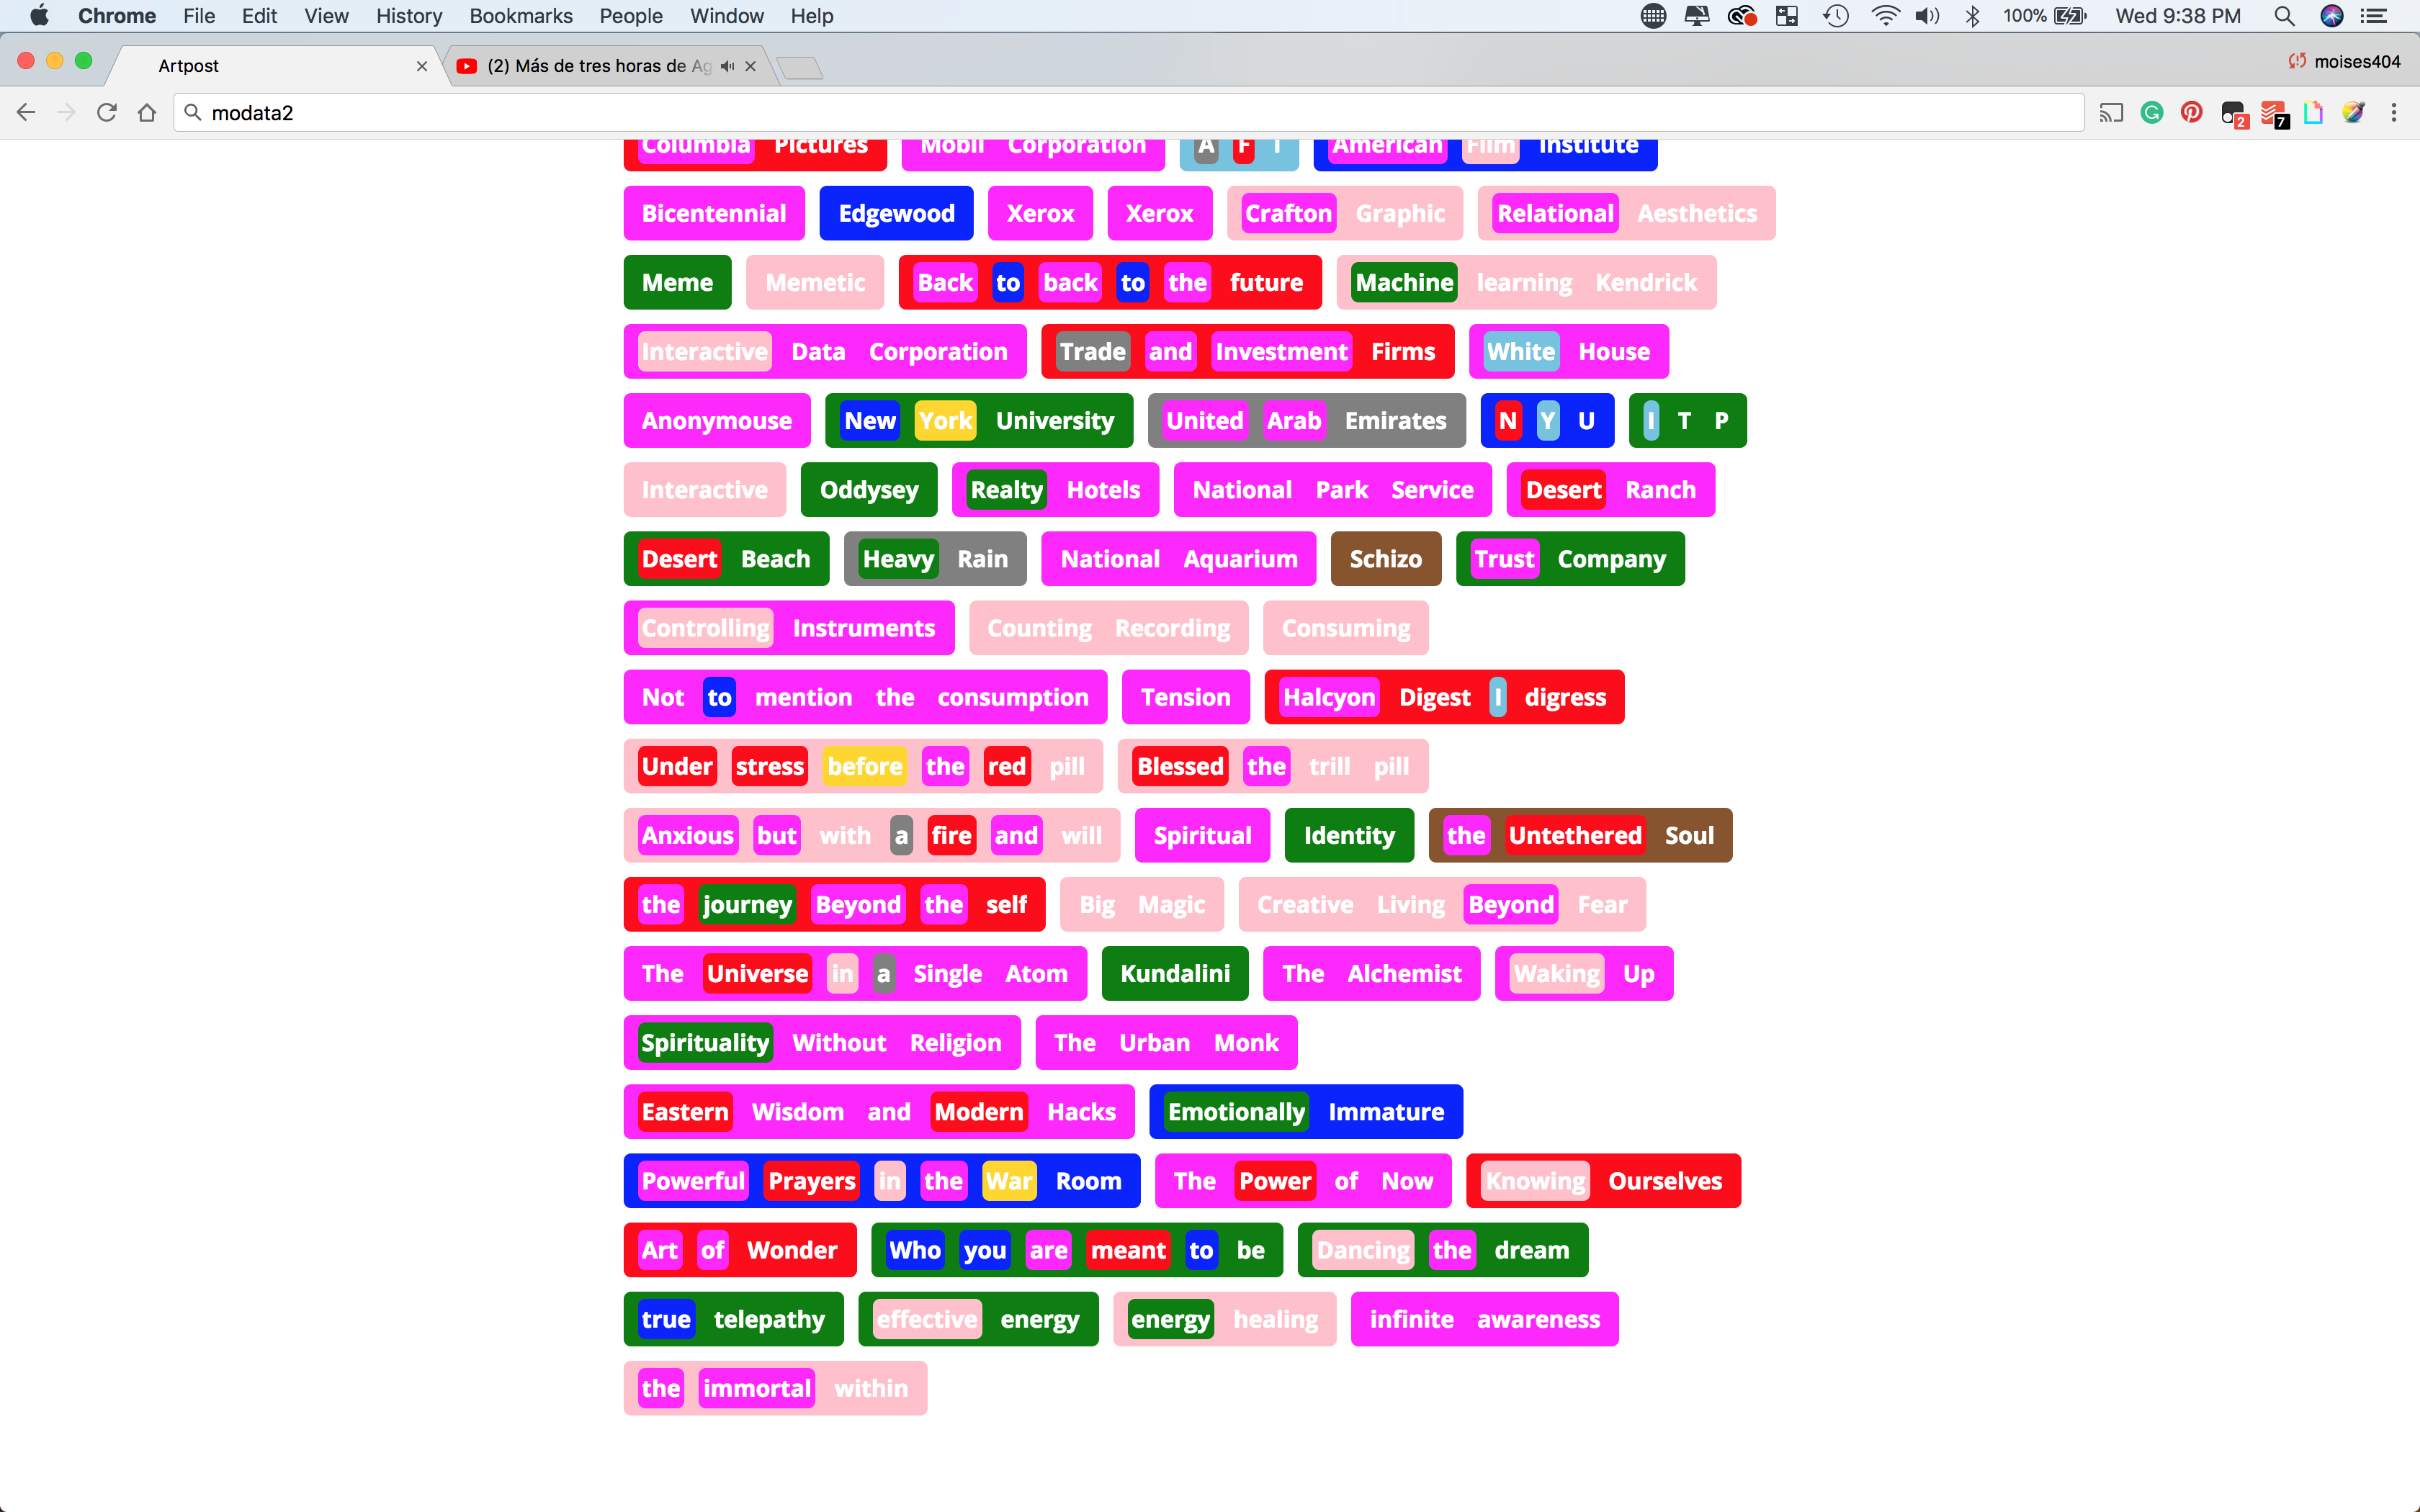 Chrome File Edit View History Bookmarks People Window Help 100% Wed 9:38 PM
Artpost (2) Más de tres horas de Ag moises404
modata2 2 7
Columbia Pictures Mobil Corporation A F I American Film Institute
Bicentennial Edgewood Xerox Xerox Crafton Graphic Relational Aesthetics
Meme Memetic Back to back to the future Machine learning Kendrick
Interactive Data Corporation Trade and Investment Firms White House
Anonymouse New York University United Arab Emirates N Y U I T P
Interactive Oddysey Realty Hotels National Park Service Desert Ranch
Desert Beach Heavy Rain National Aquarium Schizo Trust Company
Controlling Instruments Counting Recording Consuming
Not to mention the consumption Tension Halcyon Digest I digress
Under stress before the red pill Blessed the trill pill
Anxious but with a fire and will Spiritual Identity the Untethered Soul
the journey Beyond the self Big Magic Creative Living Beyond Fear
The Universe in a Single Atom Kundalini The Alchemist Waking Up
Spirituality Without Religion The Urban Monk
Eastern Wisdom and Modern Hacks Emotionally Immature
Powerful Prayers in the War Room The Power of Now Knowing Ourselves
Art of Wonder Who you are meant to be Dancing the dream
true telepathy effective energy energy healing infinite awareness
the immortal within